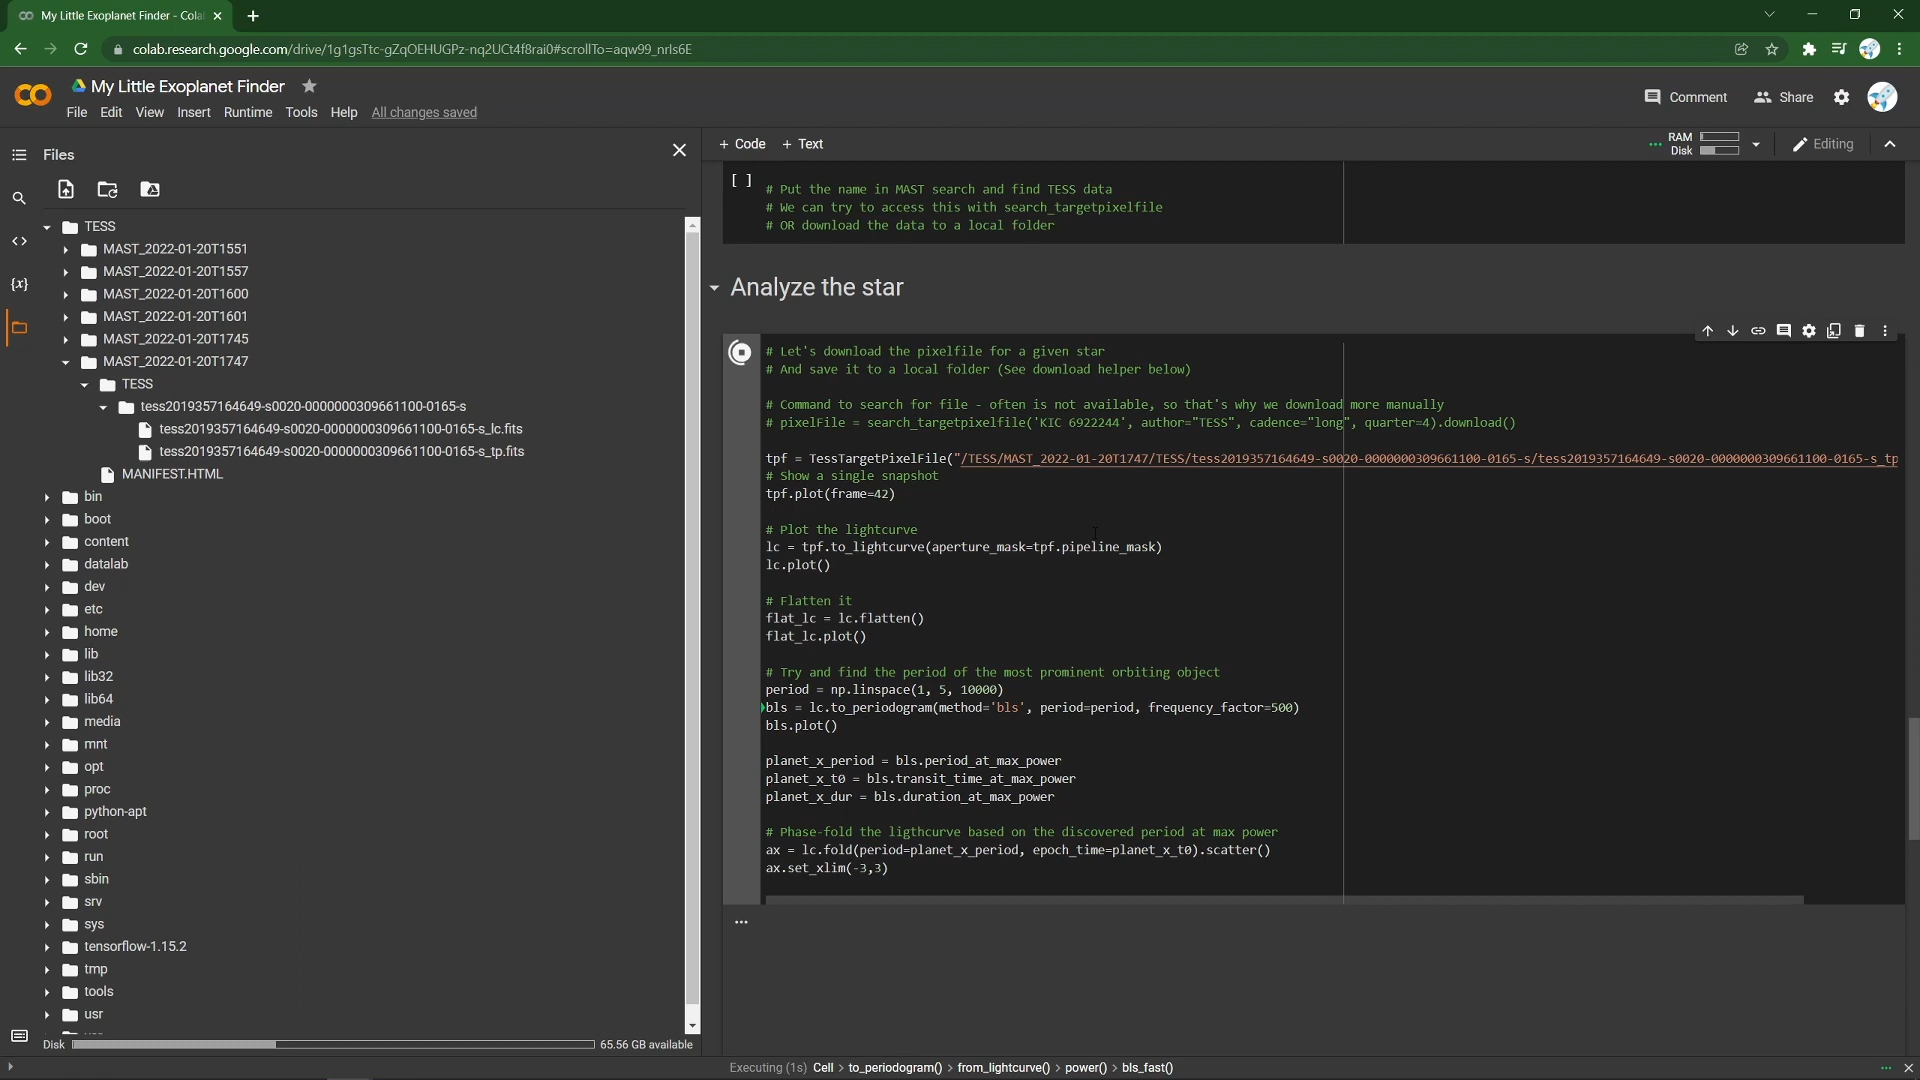 My Little Exoplanet Finder - Cola
colab.research.google.com/drive/1g1gsTtc-gZqOEHUGPz-nq2UCt4f8rai0#scrollTo=aqw99_nrls6E
My Little Exoplanet Finder
File Edit View Insert Runtime Tools Help All changes saved
Comment Share
Files
+ Code + Text
RAM
Disk
Editing
TESS
MAST_2022-01-20T1551
MAST_2022-01-20T1557
MAST_2022-01-20T1600
MAST_2022-01-20T1601
MAST_2022-01-20T1745
MAST_2022-01-20T1747
TESS
tess2019357164649-s0020-0000000309661100-0165-s
tess2019357164649-s0020-0000000309661100-0165-s_lc.fits
tess2019357164649-s0020-0000000309661100-0165-s_tp.fits
MANIFEST.HTML
bin
boot
content
datalab
dev
etc
home
lib
lib32
lib64
media
mnt
opt
proc
python-apt
root
run
sbin
srv
sys
tensorflow-1.15.2
tmp
tools
usr
Disk 65.56 GB available
[ ]
# Put the name in MAST search and find TESS data
# We can try to access this with search_targetpixelfile
# OR download the data to a local folder
Analyze the star
# Let's download the pixelfile for a given star
# And save it to a local folder (See download helper below)
# Command to search for file - often is not available, so that's why we download more manually
# pixelFile = search_targetpixelfile('KIC 6922244', author="TESS", cadence="long", quarter=4).download()
tpf = TessTargetPixelFile("/TESS/MAST_2022-01-20T1747/TESS/tess2019357164649-s0020-0000000309661100-0165-s/tess2019357164649-s0020-0000000309661100-0165-s_tp
# Show a single snapshot
tpf.plot(frame=42)
# Plot the lightcurve
lc = tpf.to_lightcurve(aperture_mask=tpf.pipeline_mask)
lc.plot()
# Flatten it
flat_lc = lc.flatten()
flat_lc.plot()
# Try and find the period of the most prominent orbiting object
period = np.linspace(1, 5, 10000)
bls = lc.to_periodogram(method='bls', period=period, frequency_factor=500)
bls.plot()
planet_x_period = bls.period_at_max_power
planet_x_t0 = bls.transit_time_at_max_power
planet_x_dur = bls.duration_at_max_power
# Phase-fold the ligthcurve based on the discovered period at max power
ax = lc.fold(period=planet_x_period, epoch_time=planet_x_t0).scatter()
ax.set_xlim(-3,3)
Executing (1s) Cell > to_periodogram() > from_lightcurve() > power() > bls_fast()